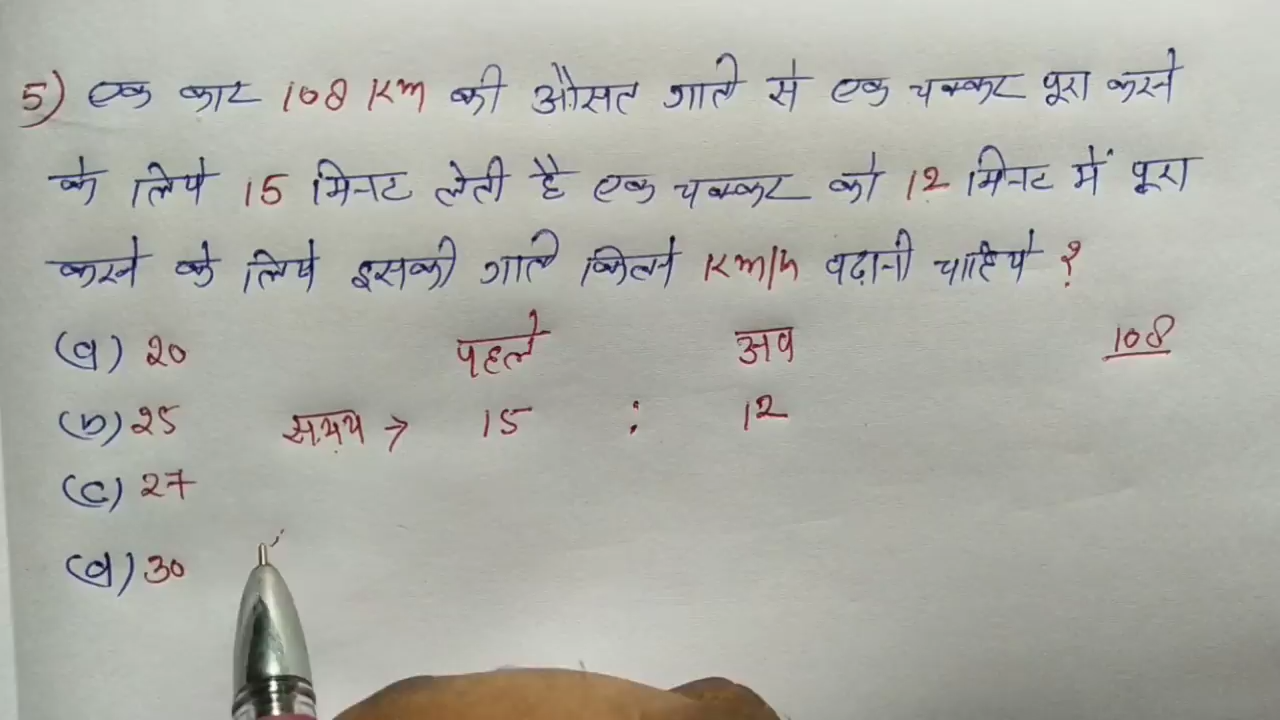 5) एक कार 108 Km की औसत गति से एक चक्कर पूरा करने
के लिये 15 मिनट लेती है एक चक्कर को 12 मिनट में पूरा
करने के लिये इसकी गति कितने Km/h बढ़ानी चाहिये ?
(a) 20 पहले अब 108
(b) 25 समय → 15 : 12
(c) 27
(d) 30